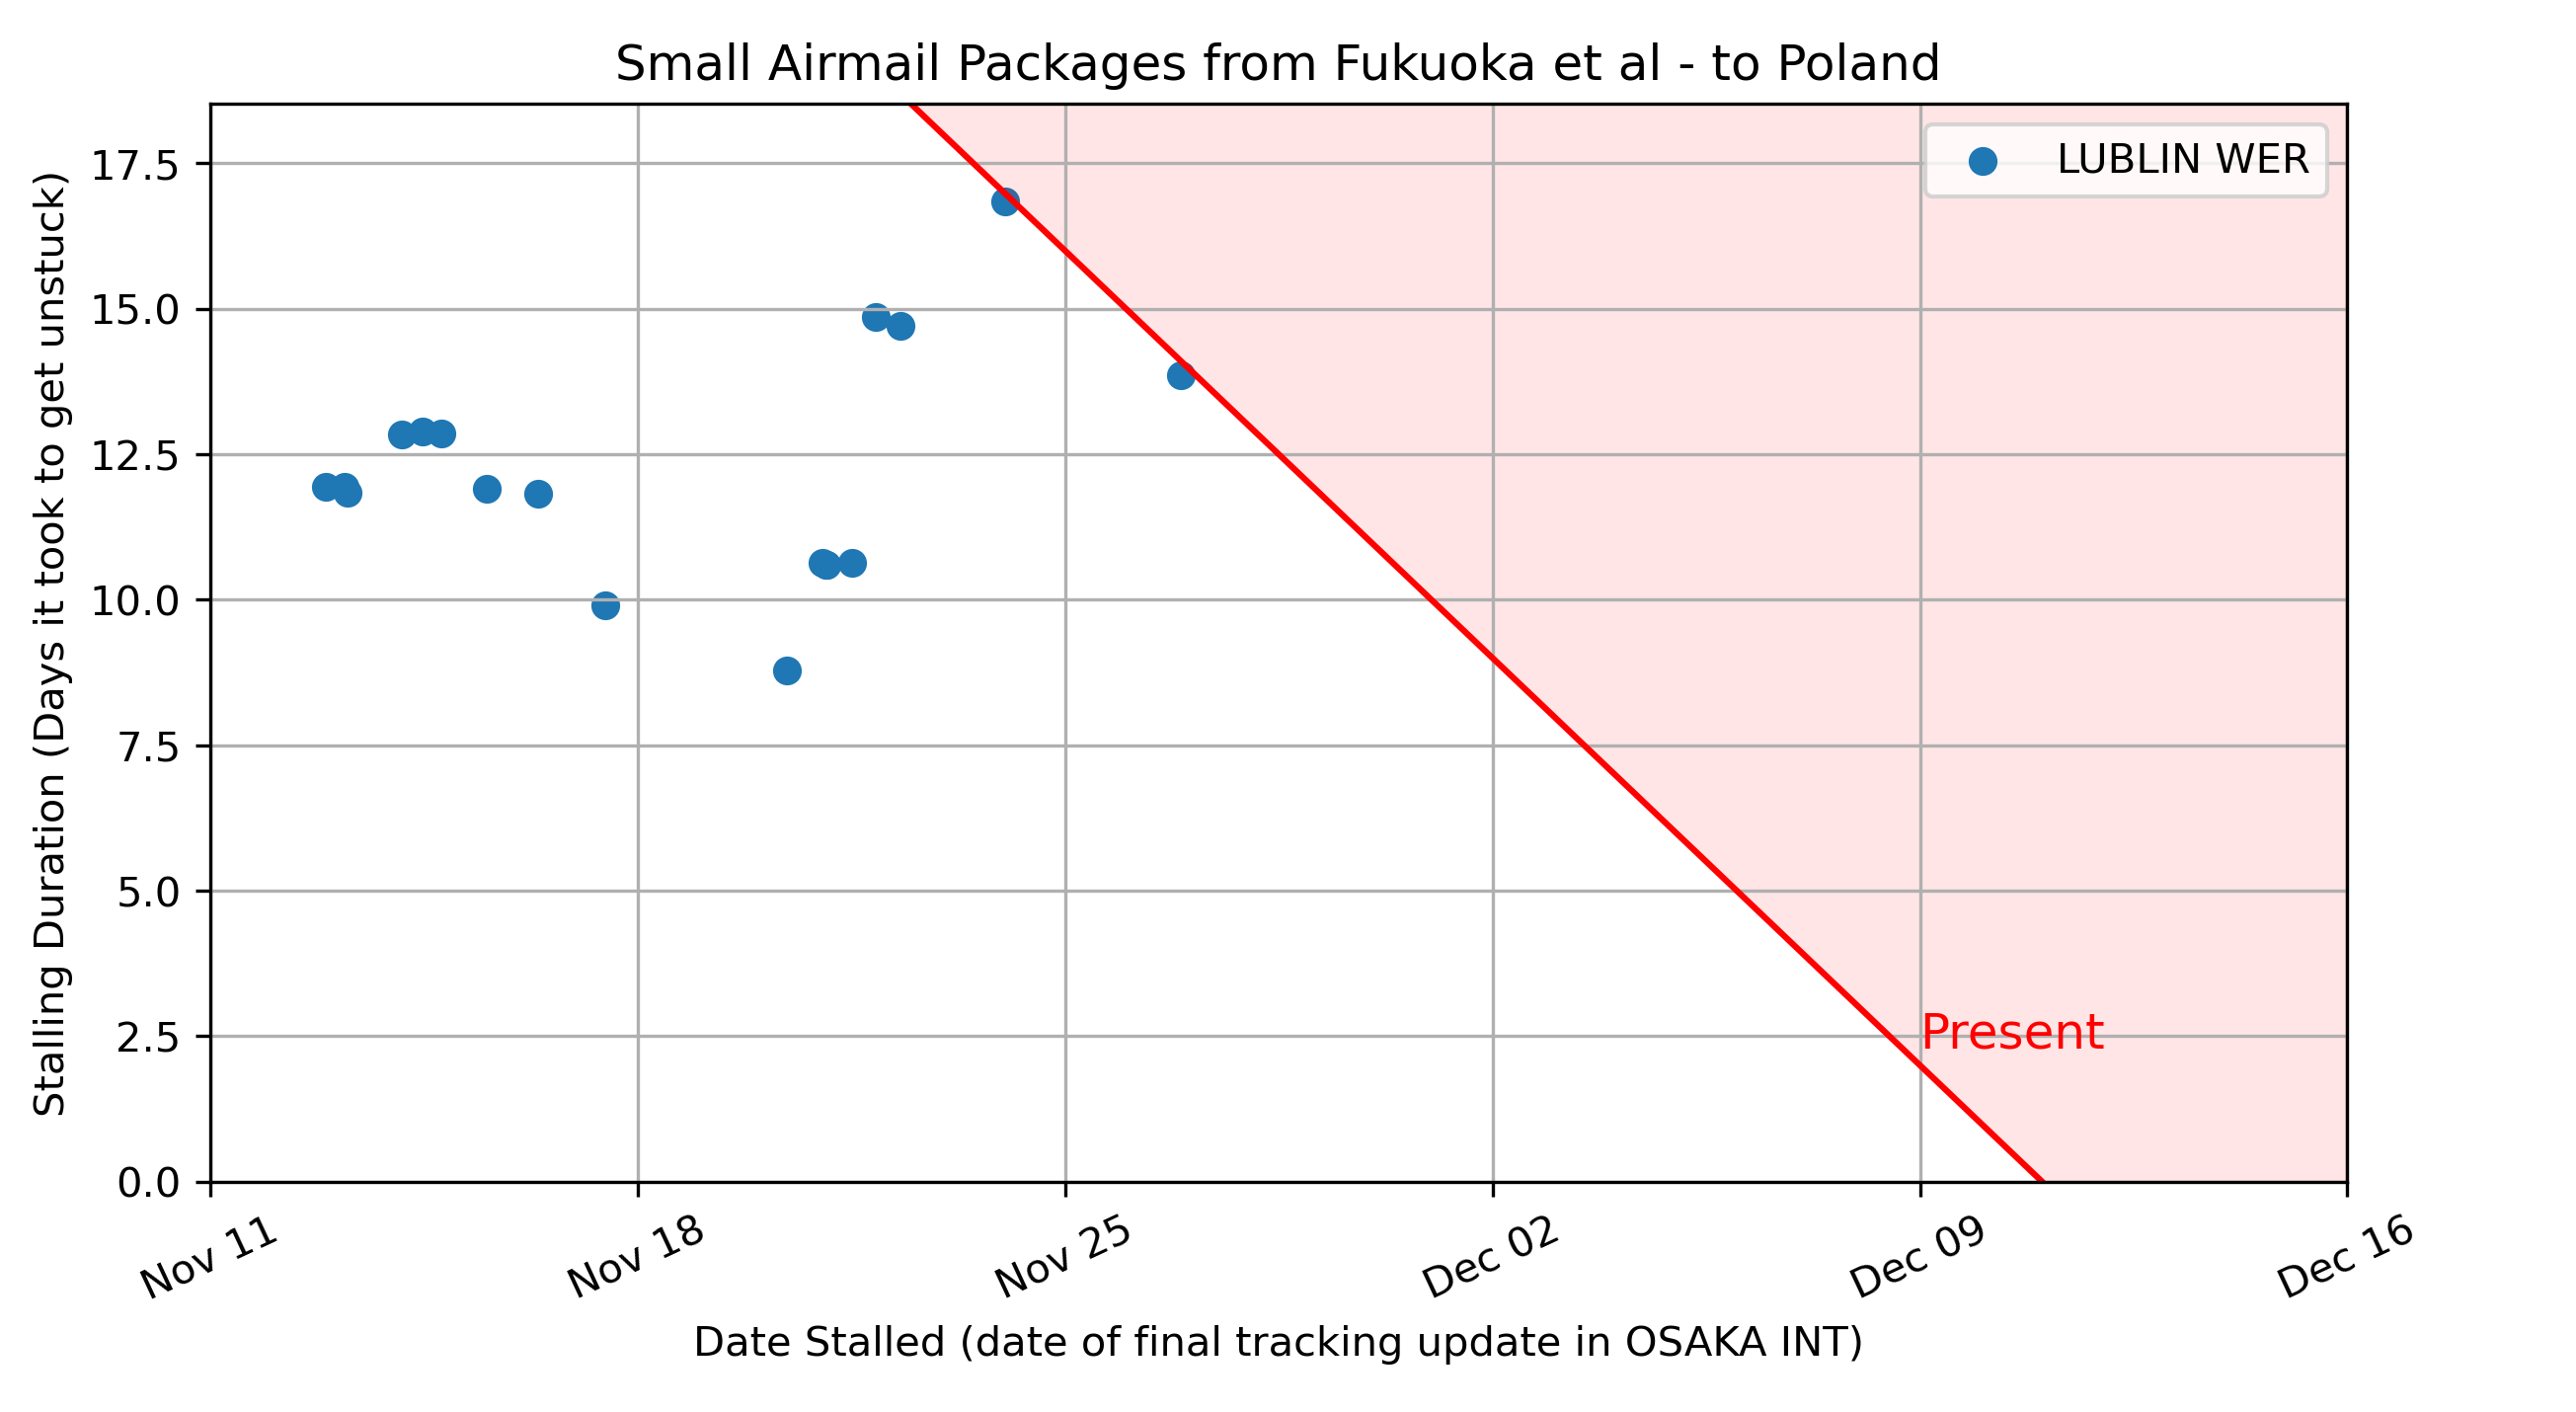 Small Airmail Packages from Fukuoka et al - to Poland
LUBLIN WER
Stalling Duration (Days it took to get unstuck)
17.5
15.0
12.5
10.0
7.5
5.0
2.5
0.0
Present
Nov 11
Nov 18
Nov 25
Dec 02
Dec 09
Dec 16
Date Stalled (date of final tracking update in OSAKA INT)